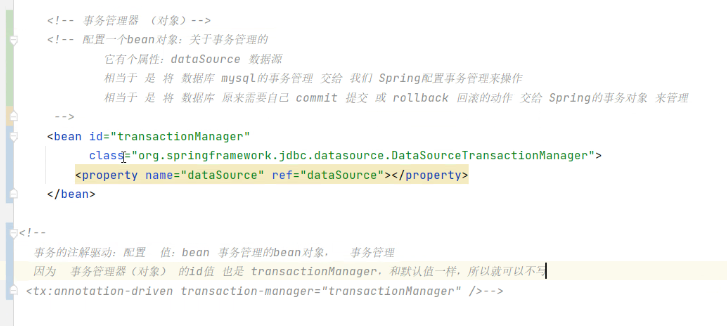 <!-- 事务管理器 （对象）-->
<!-- 配置一个bean对象：关于事务管理的
它有个属性：dataSource 数据源
相当于 是 将 数据库 mysql的事务管理 交给 我们 Spring配置事务管理来操作
相当于 是 将 数据库 原来需要自己 commit 提交 或 rollback 回滚的动作 交给 Spring的事务对象 来管理
-->
<bean id="transactionManager"
class="org.springframework.jdbc.datasource.DataSourceTransactionManager">
<property name="dataSource" ref="dataSource"></property>
</bean>
<!--
事务的注解驱动：配置 值：bean 事务管理的bean对象， 事务管理
因为 事务管理器（对象） 的id值 也是 transactionManager，和默认值一样，所以就可以不写
<tx:annotation-driven transaction-manager="transactionManager" />-->